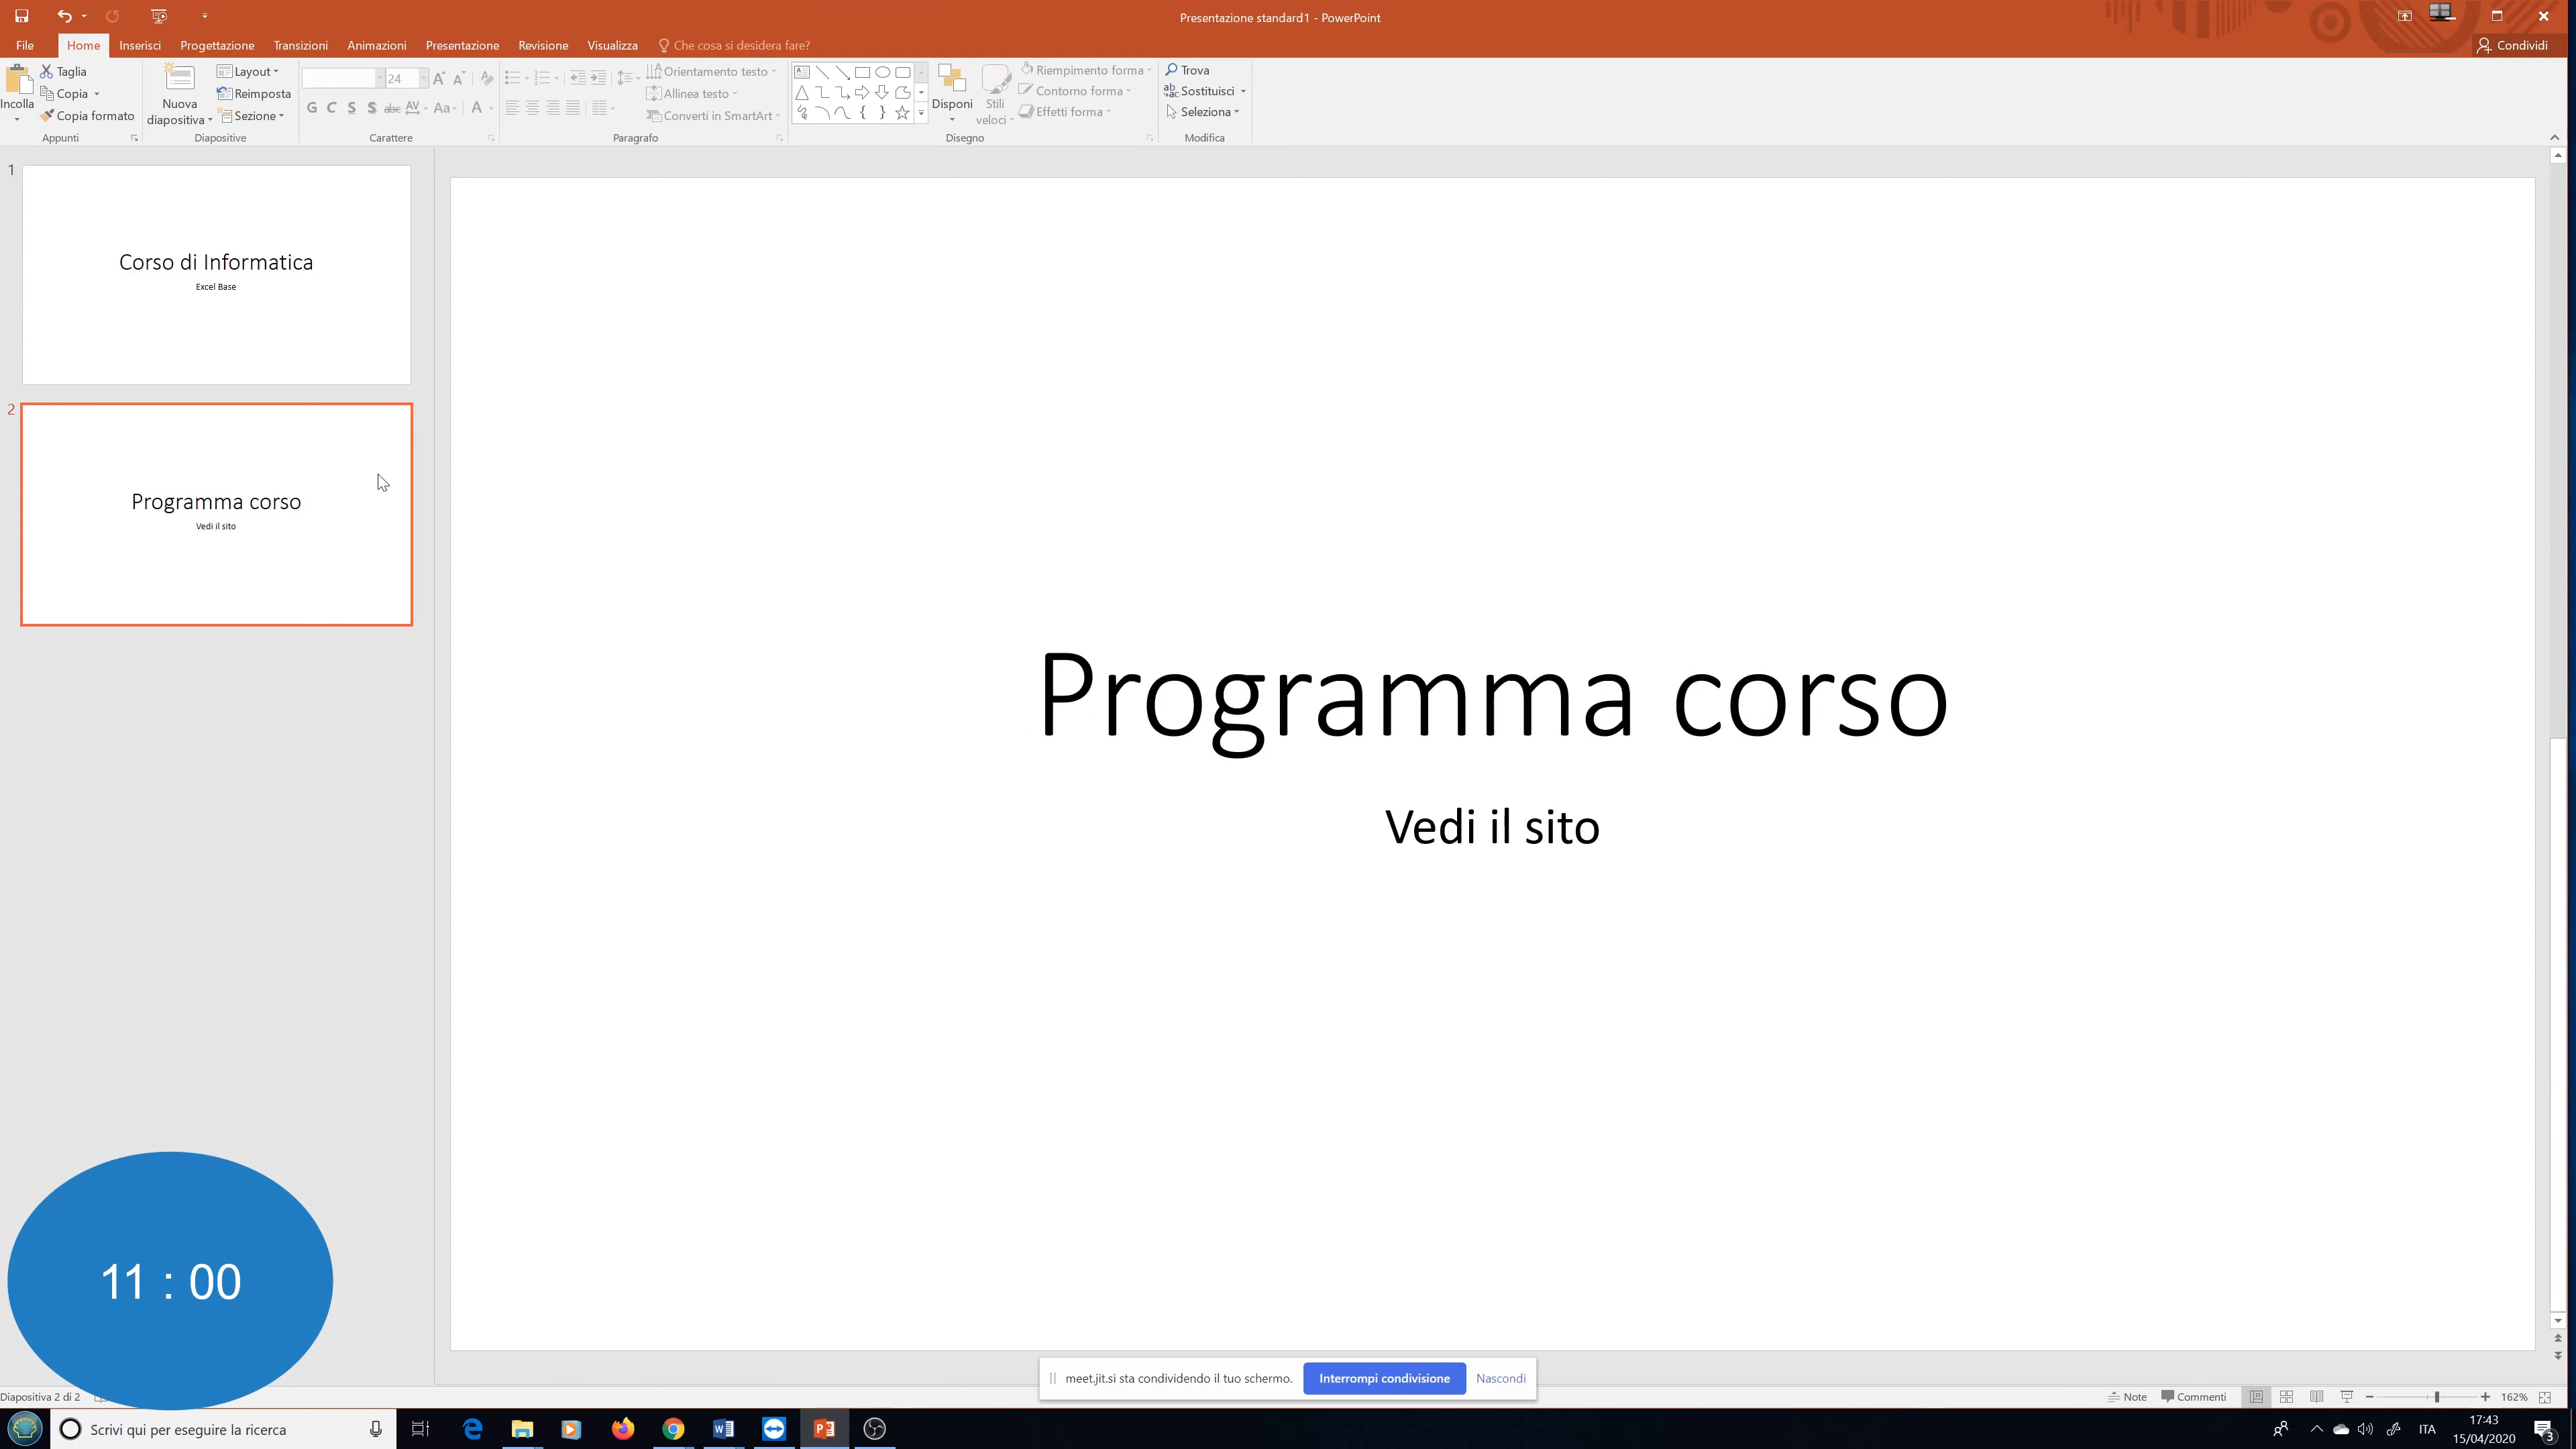 Presentazione standard1 - PowerPoint
File Home Inserisci Progettazione Transizioni Animazioni Presentazione Revisione Visualizza Che cosa si desidera fare? Condividi
Incolla
Taglia
Copia
Copia formato
Appunti
Nuova diapositiva
Layout
Reimposta
Sezione
Diapositive
24
G C S S abc AV Aa A
Carattere
Orientamento testo
Allinea testo
Converti in SmartArt
Paragrafo
Disponi
Stili veloci
Riempimento forma
Contorno forma
Effetti forma
Disegno
Trova
Sostituisci
Seleziona
Modifica
1
Corso di Informatica
Excel Base
2
Programma corso
Vedi il sito
Programma corso
Vedi il sito
11 : 00
meet.jit.si sta condividendo il tuo schermo. Interrompi condivisione Nascondi
Diapositiva 2 di 2
Note Commenti 162%
Scrivi qui per eseguire la ricerca
ITA
17:43
15/04/2020
3